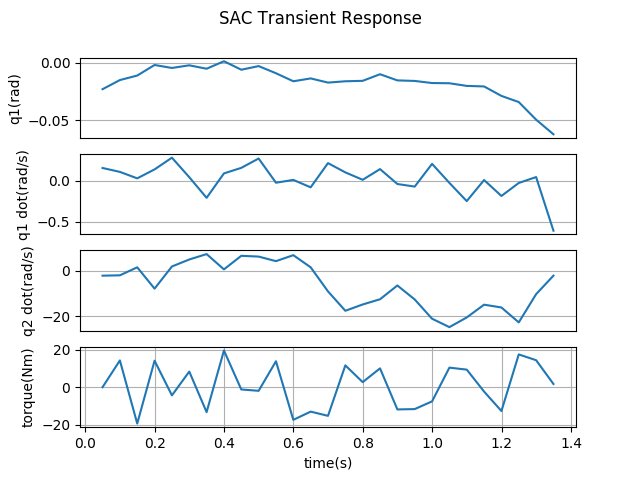 SAC Transient Response
q1(rad)
0.00
−0.05
q1 dot(rad/s)
0.0
−0.5
q2 dot(rad/s)
0
−20
torque(Nm)
20
0
−20
0.0 0.2 0.4 0.6 0.8 1.0 1.2 1.4
time(s)